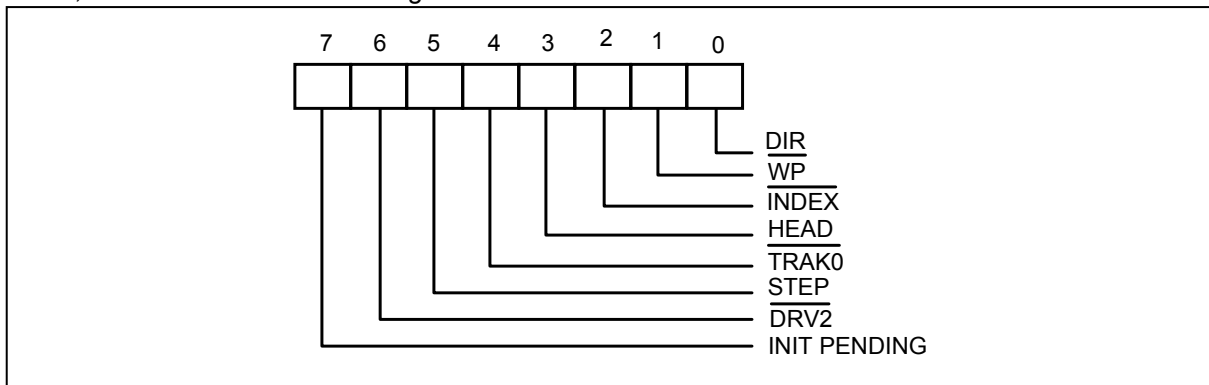 7 6 5 4 3 2 1 0
DIR
WP
INDEX
HEAD
TRAK0
STEP
DRV2
INIT PENDING